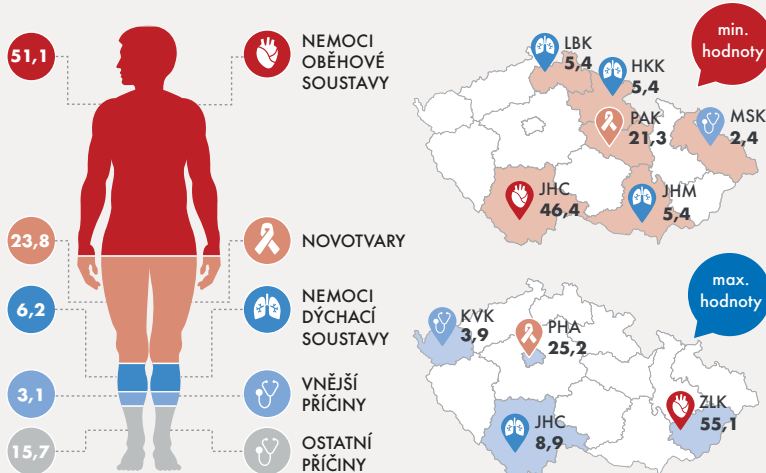 51,1
NEMOCI
OBĚHOVÉ
SOUSTAVY
23,8
NOVOTVARY
6,2
NEMOCI
DÝCHACÍ
SOUSTAVY
3,1
VNĚJŠÍ
PŘÍČINY
15,7
OSTATNÍ
PŘÍČINY
min.
hodnoty
LBK
5,4
HKK
5,4
PAK
21,3
MSK
2,4
JHC
46,4
JHM
5,4
max.
hodnoty
KVK
3,9
PHA
25,2
JHC
8,9
ZLK
55,1